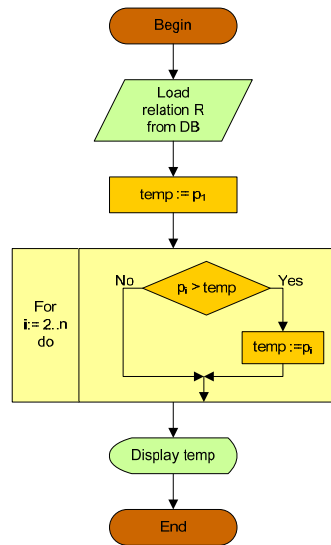 Begin
Load
relation R
from DB
temp := p₁
For
i:= 2..n
do
No
pᵢ > temp
Yes
temp :=pᵢ
Display temp
End